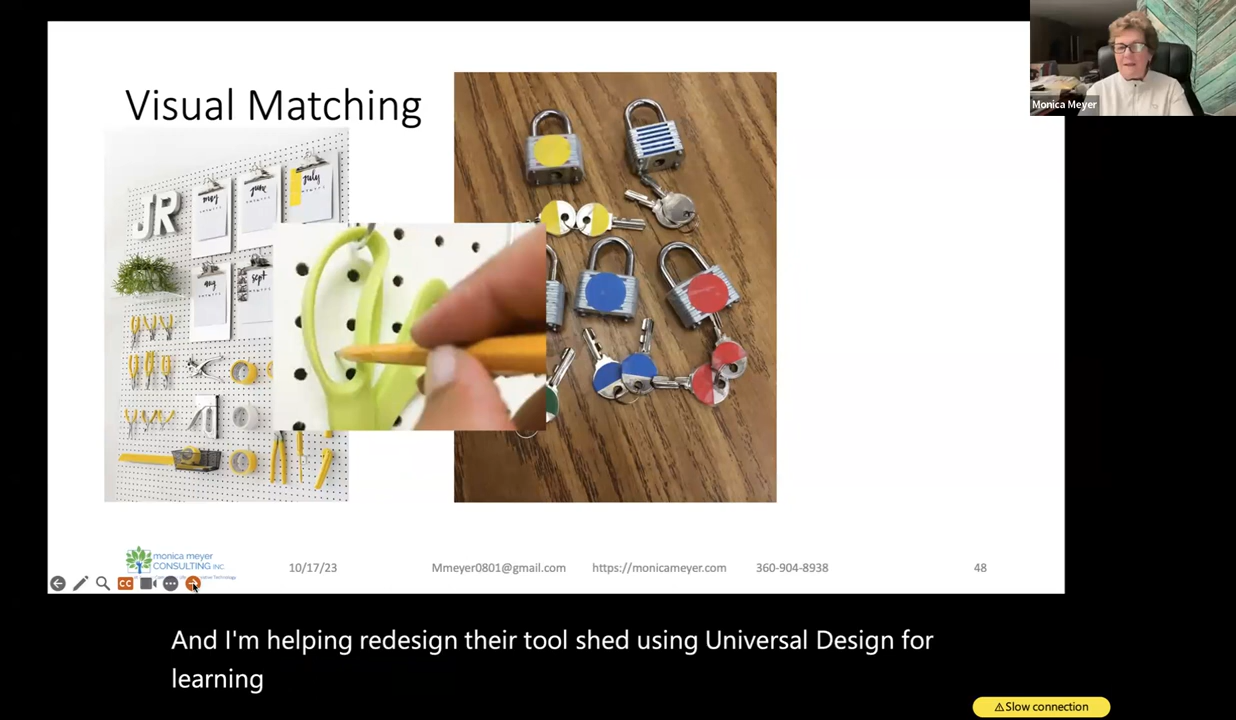 Visual Matching
JR
may
june
july
aug
sept
Monica Meyer
monica meyer
CONSULTING INC.
10/17/23
Mmeyer0801@gmail.com
https://monicameyer.com
360-904-8938
48
CC
And I'm helping redesign their tool shed using Universal Design for
learning
⚠Slow connection